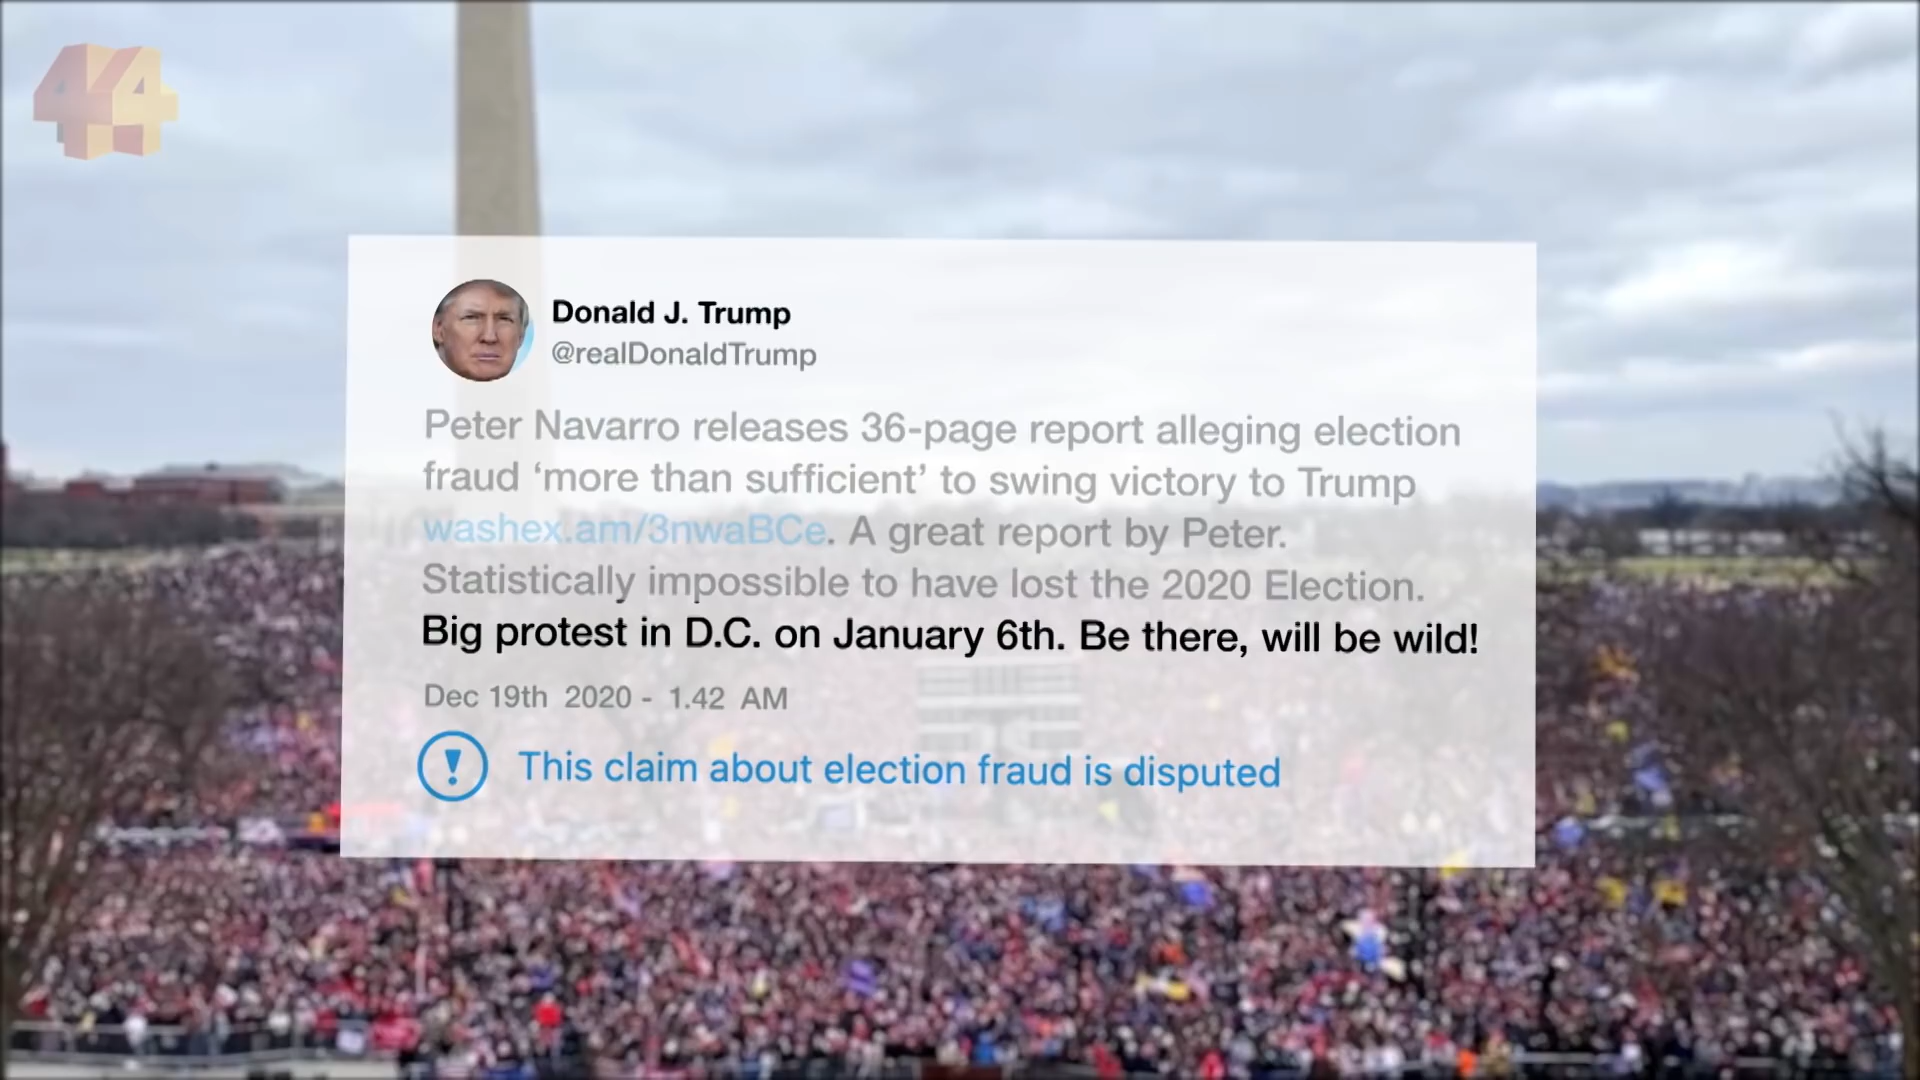 44
Donald J. Trump
@realDonaldTrump
Peter Navarro releases 36-page report alleging election
fraud ‘more than sufficient’ to swing victory to Trump
washex.am/3nwaBCe. A great report by Peter.
Statistically impossible to have lost the 2020 Election.
Big protest in D.C. on January 6th. Be there, will be wild!
Dec 19th 2020 - 1.42 AM
This claim about election fraud is disputed